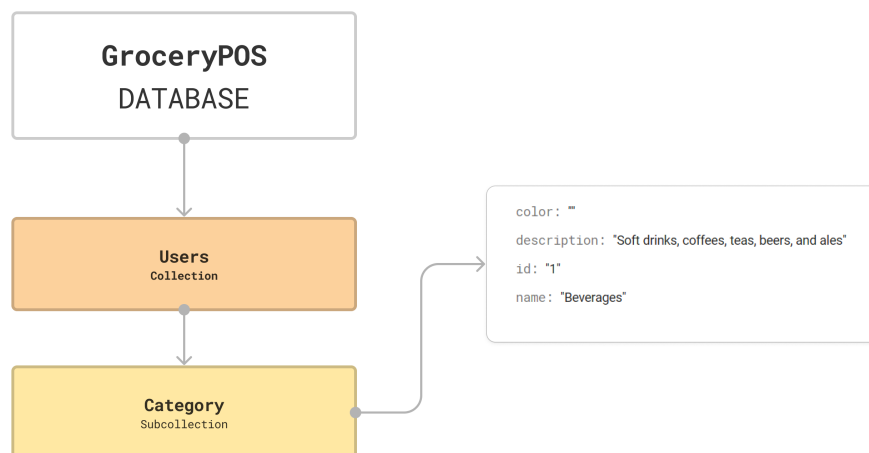 GroceryPOS
DATABASE
Users
Collection
Category
Subcollection
color: ""
description: "Soft drinks, coffees, teas, beers, and ales"
id: "1"
name: "Beverages"